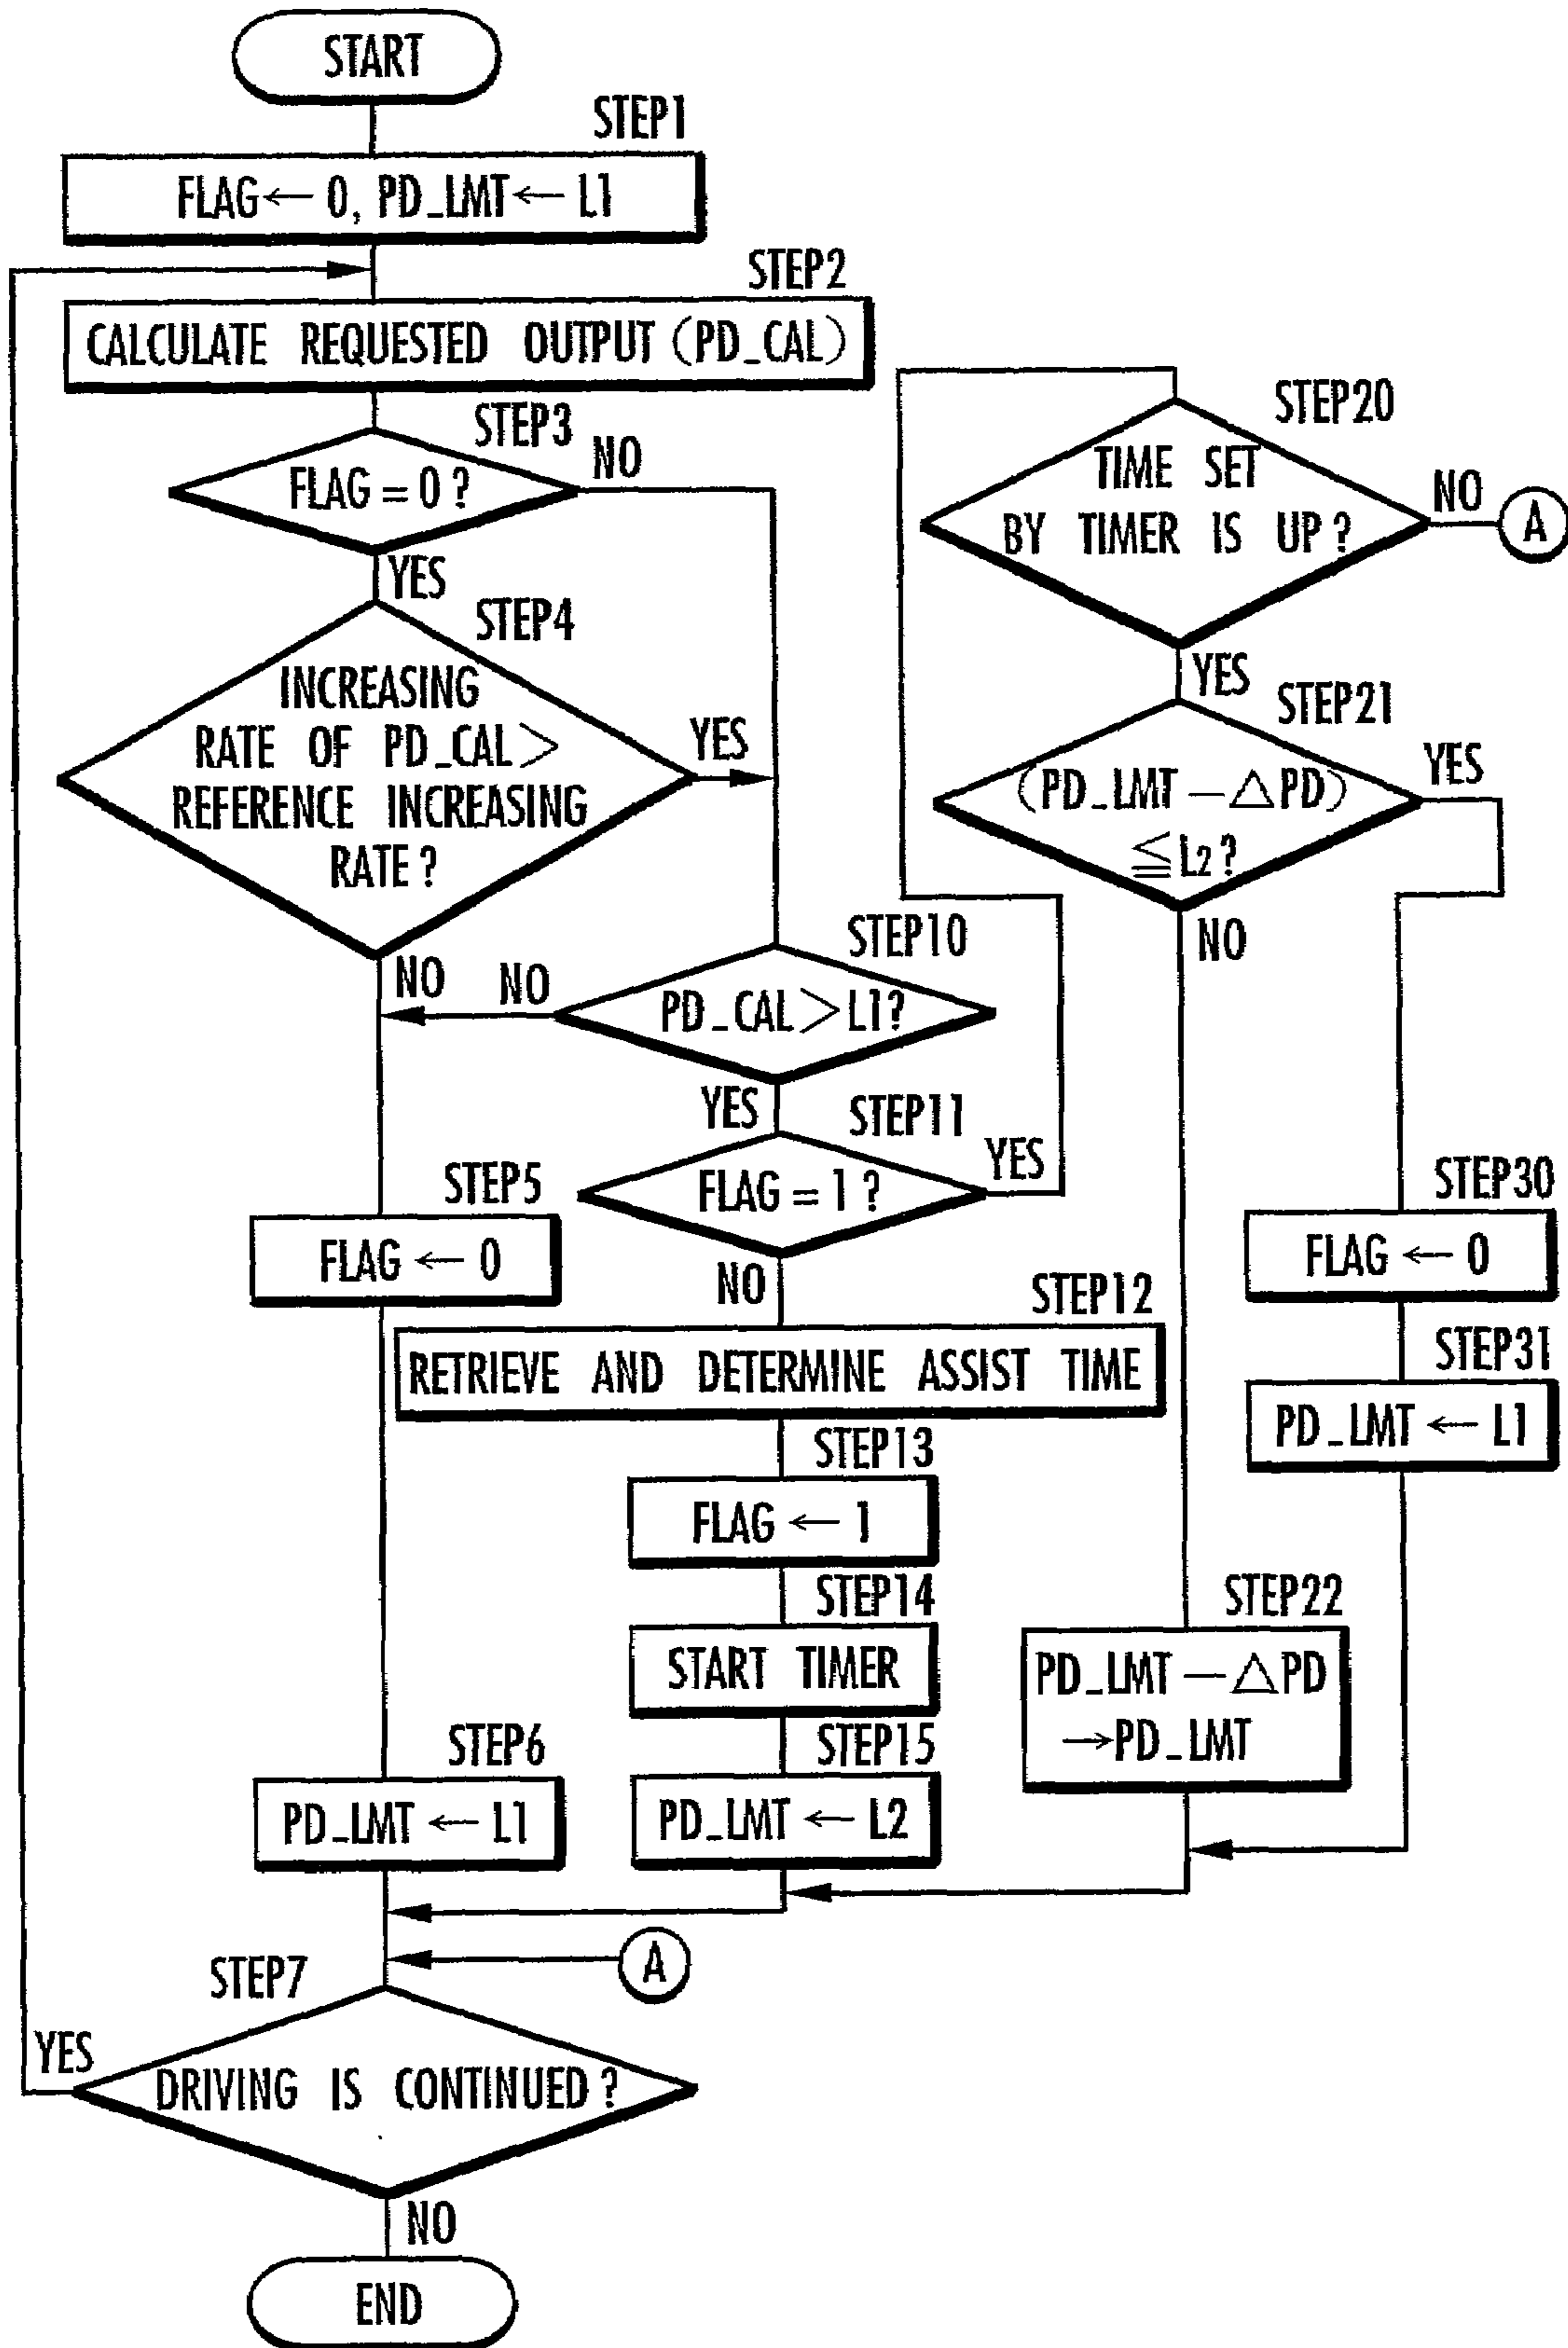 START
STEP1
FLAG ← 0, PD_LMT ← L1
STEP2
CALCULATE REQUESTED OUTPUT (PD_CAL)
STEP3
FLAG = 0 ?
NO
YES
STEP4
INCREASING
RATE OF PD_CAL >
REFERENCE INCREASING
RATE ?
YES
NO
STEP10
PD_CAL > L1?
NO
YES
STEP11
FLAG = 1 ?
YES
NO
STEP5
FLAG ← 0
STEP12
RETRIEVE AND DETERMINE ASSIST TIME
STEP13
FLAG ← 1
STEP14
START TIMER
STEP6
PD_LMT ← L1
STEP15
PD_LMT ← L2
STEP20
TIME SET
BY TIMER IS UP ?
NO
A
YES
STEP21
(PD_LMT − △PD)
≦ L2 ?
YES
NO
STEP30
FLAG ← 0
STEP31
PD_LMT ← L1
STEP22
PD_LMT − △PD
→PD_LMT
A
STEP7
DRIVING IS CONTINUED ?
YES
NO
END